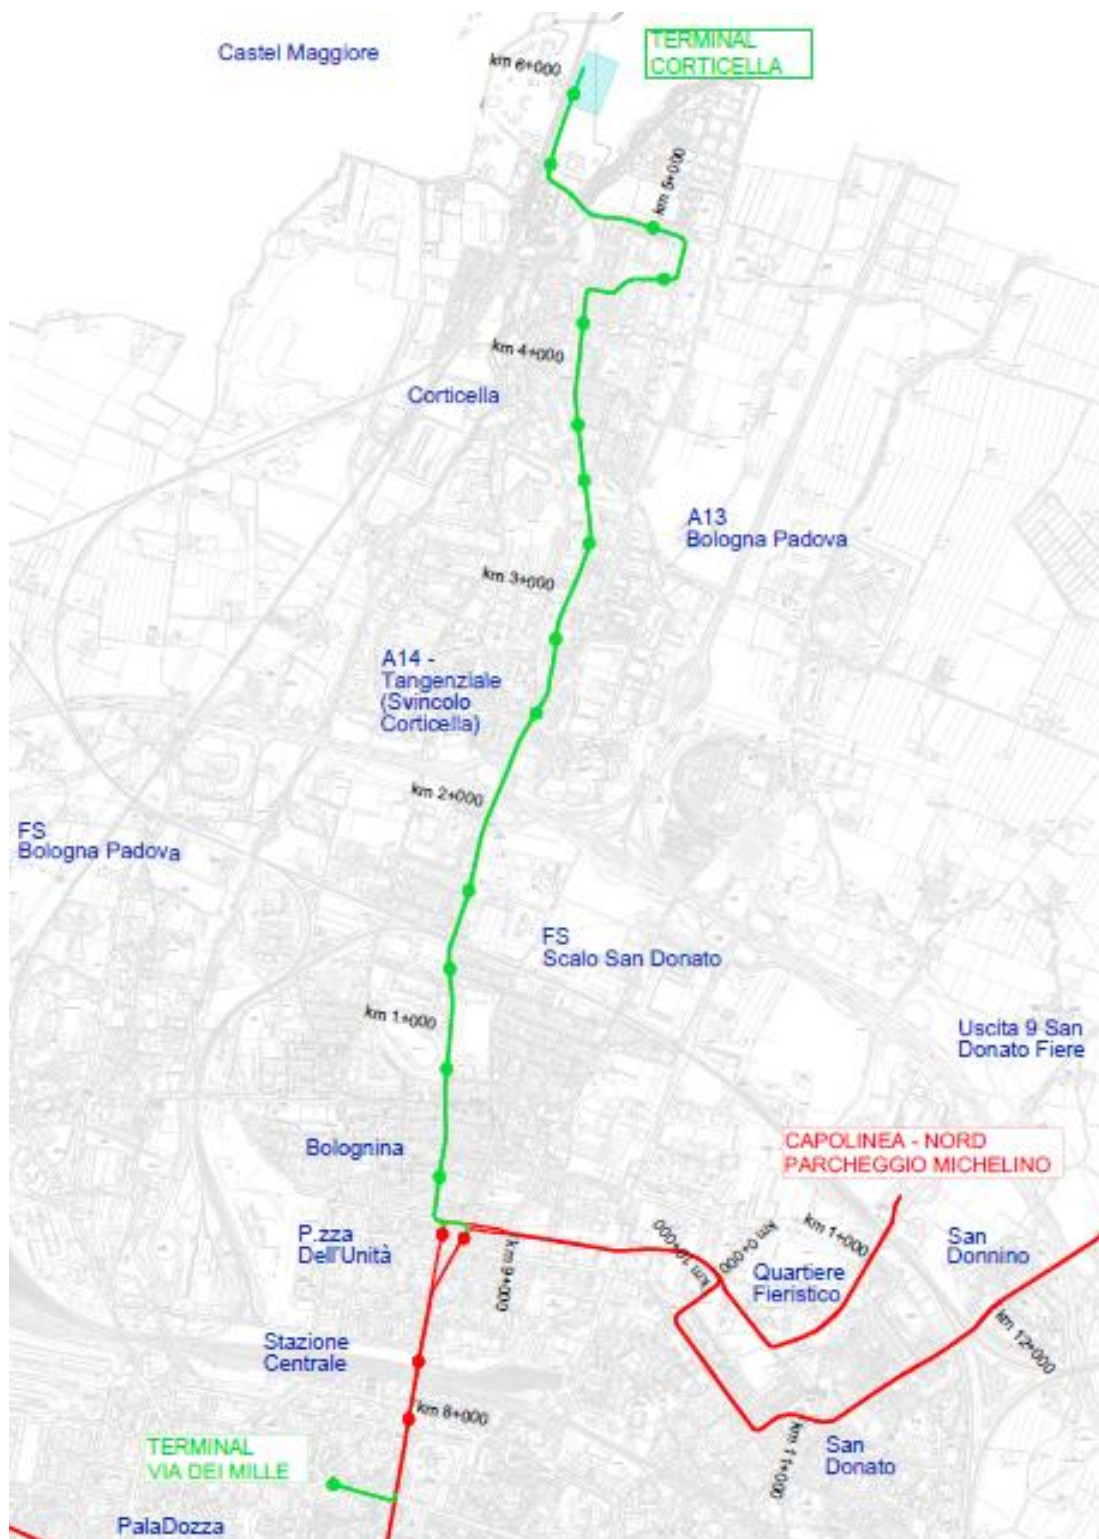 Castel Maggiore
km 6+000
TERMINAL
CORTICELLA
km 5+000
km 4+000
Corticella
A13
Bologna Padova
km 3+000
A14 -
Tangenziale
(Svincolo
Corticella)
km 2+000
FS
Bologna Padova
FS
Scalo San Donato
km 1+000
Uscita 9 San
Donato Fiere
Bolognina
CAPOLINEA - NORD
PARCHEGGIO MICHELINO
P.zza
Dell'Unità
km 9+000
km 10+000
km 0+000
km 1+000
Quartiere
Fieristico
San
Donnino
Stazione
Centrale
km 12+000
km 8+000
km 11+000
San
Donato
TERMINAL
VIA DEI MILLE
PalaDozza